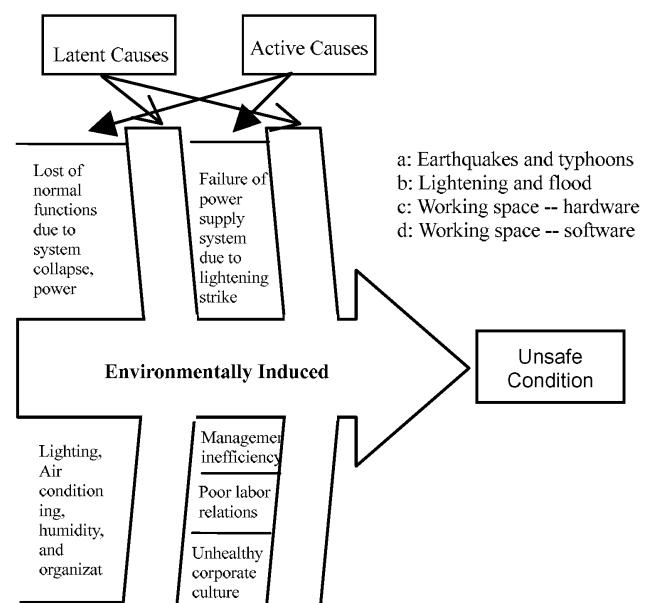 Latent Causes
Active Causes
Lost of
normal
functions
due to
system
collapse,
power
Failure of
power
supply
system
due to
lightening
strike
a: Earthquakes and typhoons
b: Lightening and flood
c: Working space -- hardware
d: Working space -- software
Environmentally Induced
Unsafe
Condition
Lighting,
Air
condition
ing,
humidity,
and
organizat
Managemer
inefficiency
Poor labor
relations
Unhealthy
corporate
culture